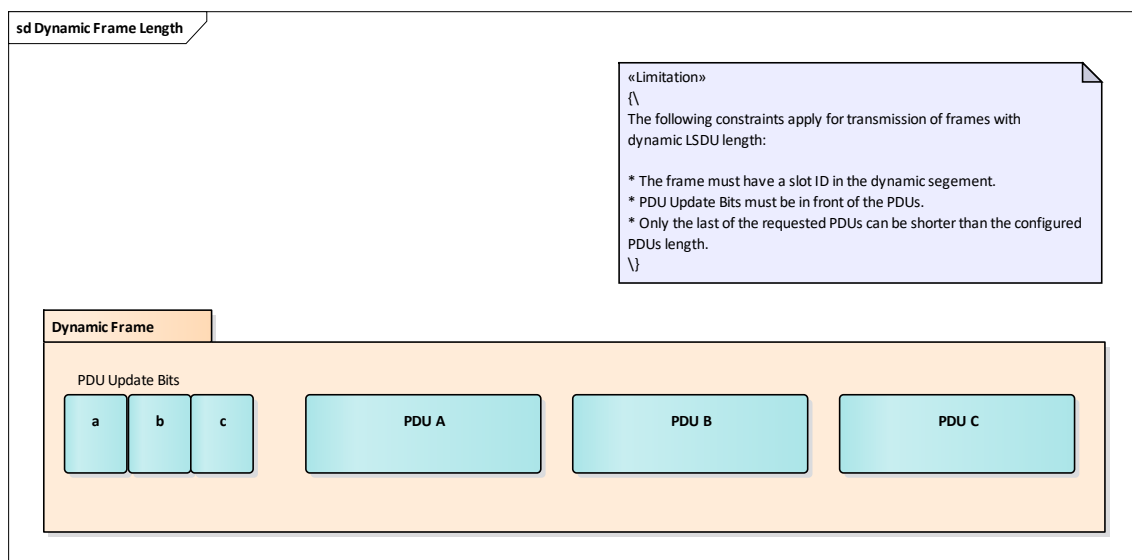 sd Dynamic Frame Length
«Limitation»
{\
The following constraints apply for transmission of frames with
dynamic LSDU length:
* The frame must have a slot ID in the dynamic segement.
* PDU Update Bits must be in front of the PDUs.
* Only the last of the requested PDUs can be shorter than the configured
PDUs length.
\}
Dynamic Frame
PDU Update Bits
a b c PDU A PDU B PDU C